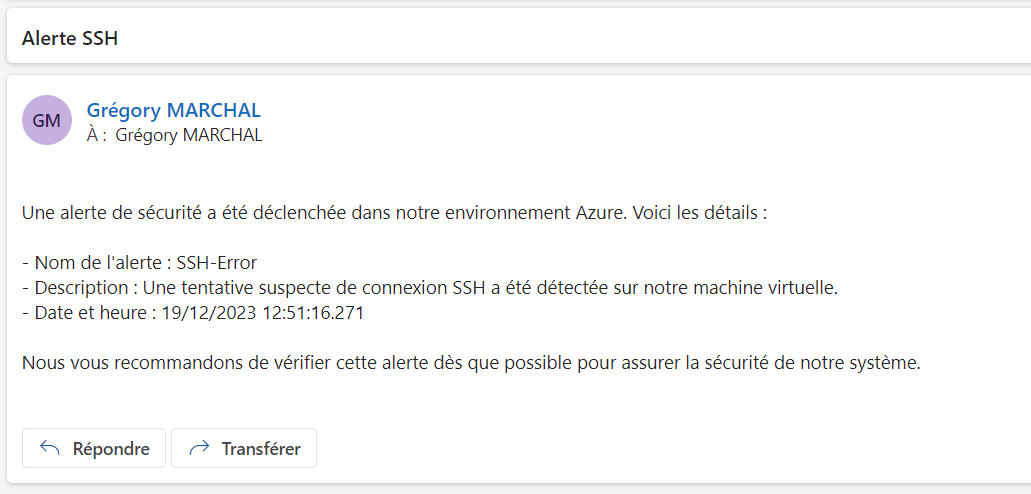 Alerte SSH
GM
Grégory MARCHAL
À : Grégory MARCHAL
Une alerte de sécurité a été déclenchée dans notre environnement Azure. Voici les détails :
- Nom de l'alerte : SSH-Error
- Description : Une tentative suspecte de connexion SSH a été détectée sur notre machine virtuelle.
- Date et heure : 19/12/2023 12:51:16.271
Nous vous recommandons de vérifier cette alerte dès que possible pour assurer la sécurité de notre système.
Répondre
Transférer